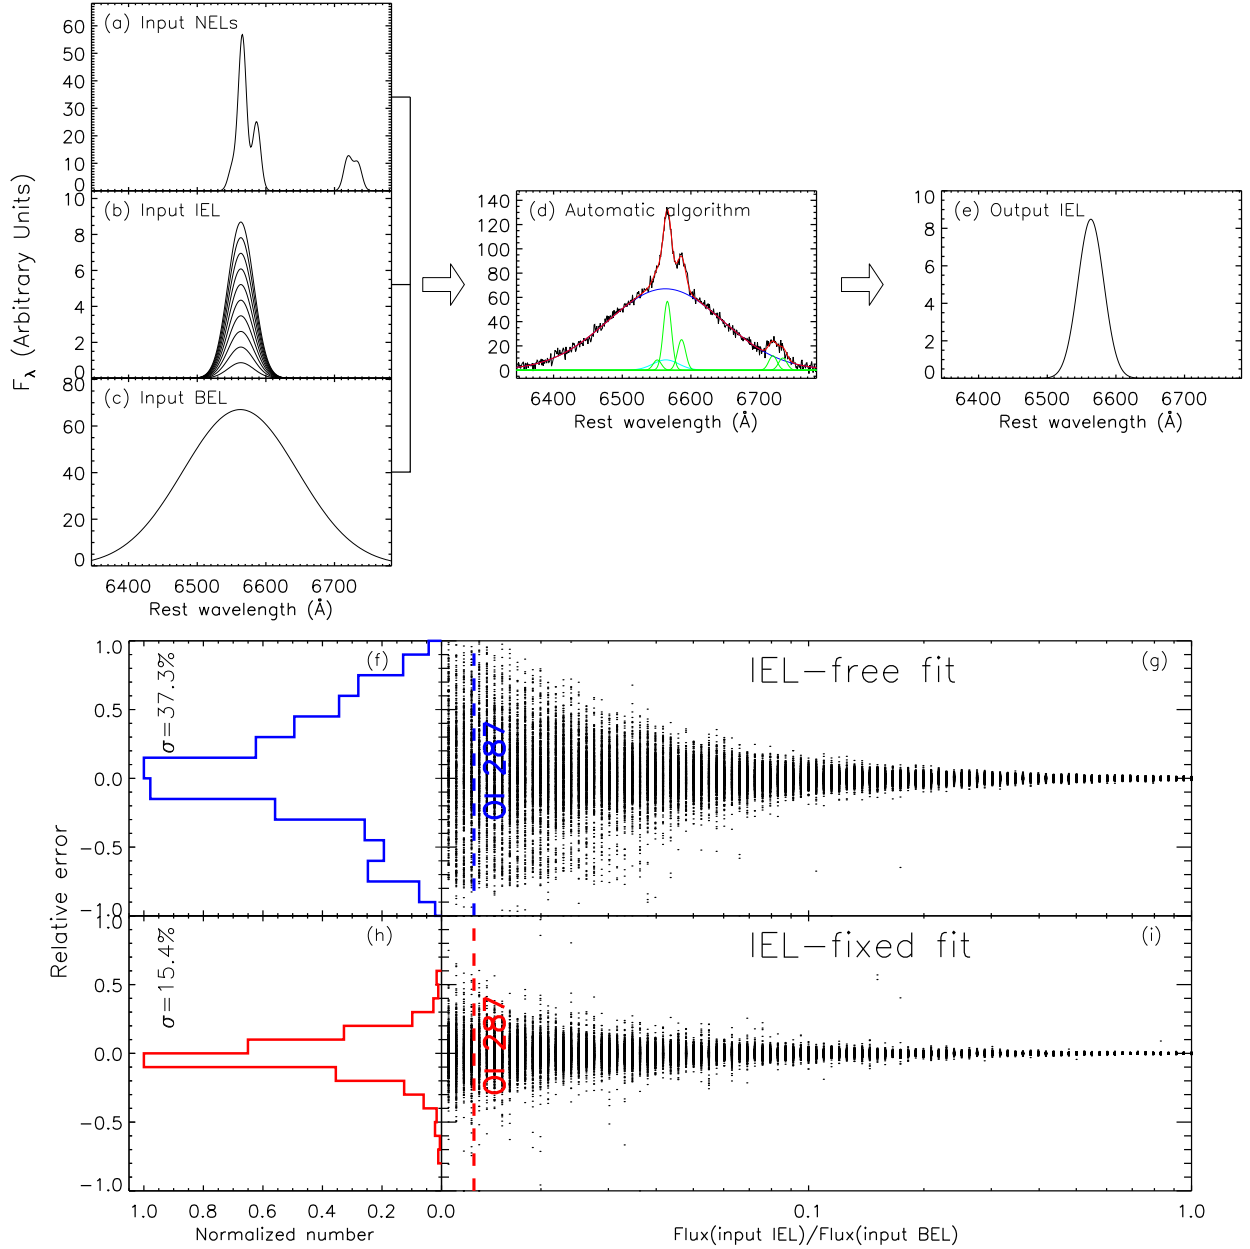 (a) Input NELs
60
50
40
30
20
10
0
(b) Input IEL
10
8
6
4
2
0
(c) Input BEL
80
60
40
20
0
6400 6500 6600 6700
Rest wavelength (Å)
Fλ (Arbitrary Units)
(d) Automatic algorithm
140
120
100
80
60
40
20
0
6400 6500 6600 6700
Rest wavelength (Å)
(e) Output IEL
10
8
6
4
2
0
6400 6500 6600 6700
Rest wavelength (Å)
Relative error
1.0
0.5
0.0
−0.5
−1.0
σ=37.3%
(f)
OI 287
IEL−free fit
(g)
1.0
0.5
0.0
−0.5
−1.0
σ=15.4%
(h)
OI 287
IEL−fixed fit
(i)
1.0 0.8 0.6 0.4 0.2 0.0
Normalized number
0.1 1.0
Flux(input IEL)/Flux(input BEL)